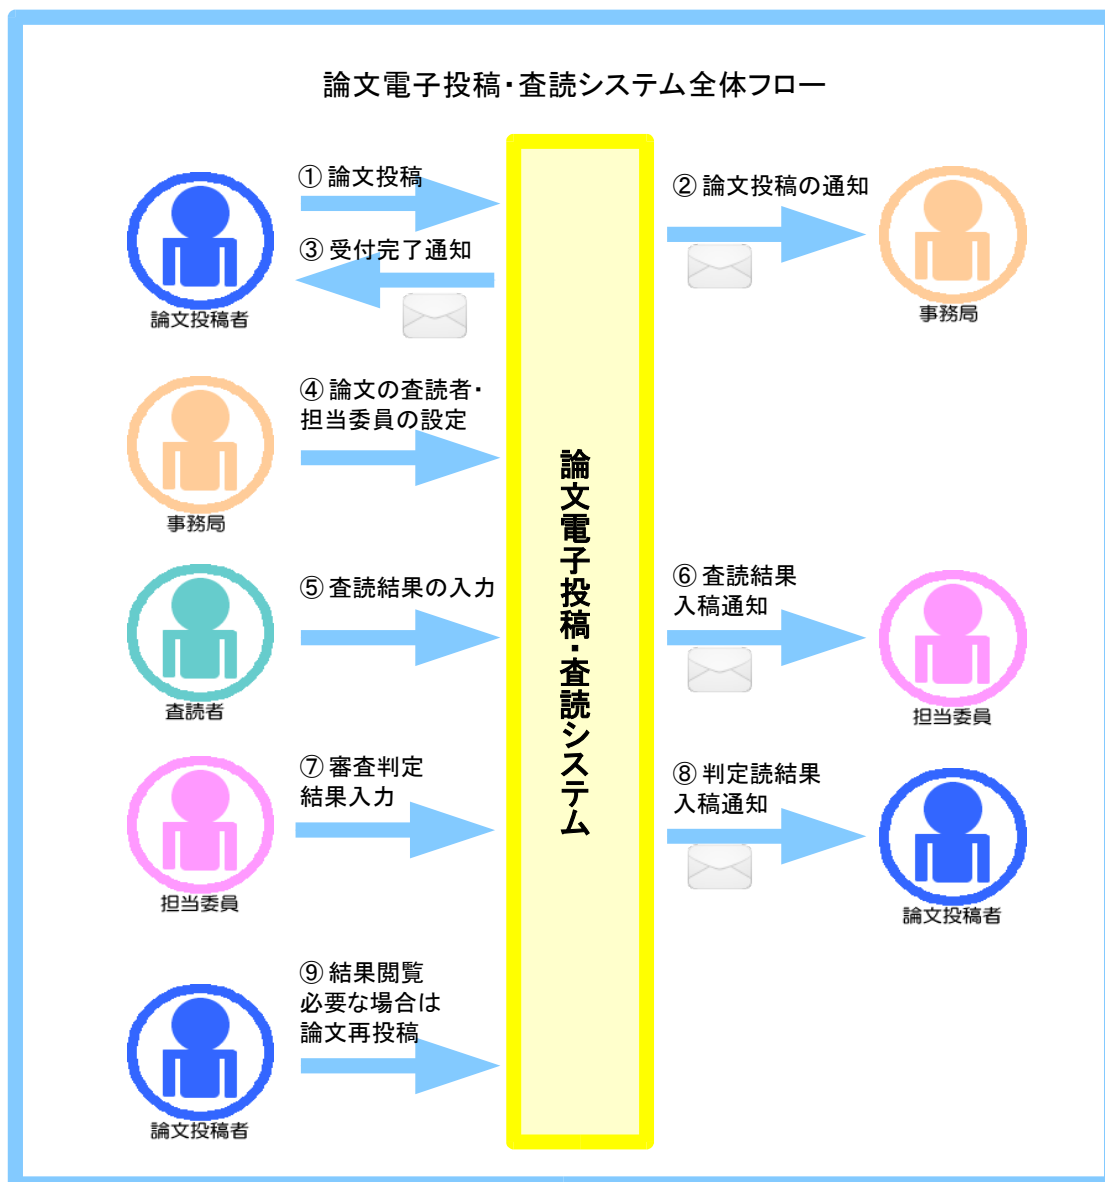 論文電子投稿・査読システム全体フロー
① 論文投稿
② 論文投稿の通知
③ 受付完了通知
論文投稿者
事務局
④ 論文の査読者・
担当委員の設定
事務局
論文電子投稿・査読システム
⑤ 査読結果の入力
⑥ 査読結果
入稿通知
査読者
担当委員
⑦ 審査判定
結果入力
⑧ 判定読結果
入稿通知
担当委員
論文投稿者
⑨ 結果閲覧
必要な場合は
論文再投稿
論文投稿者